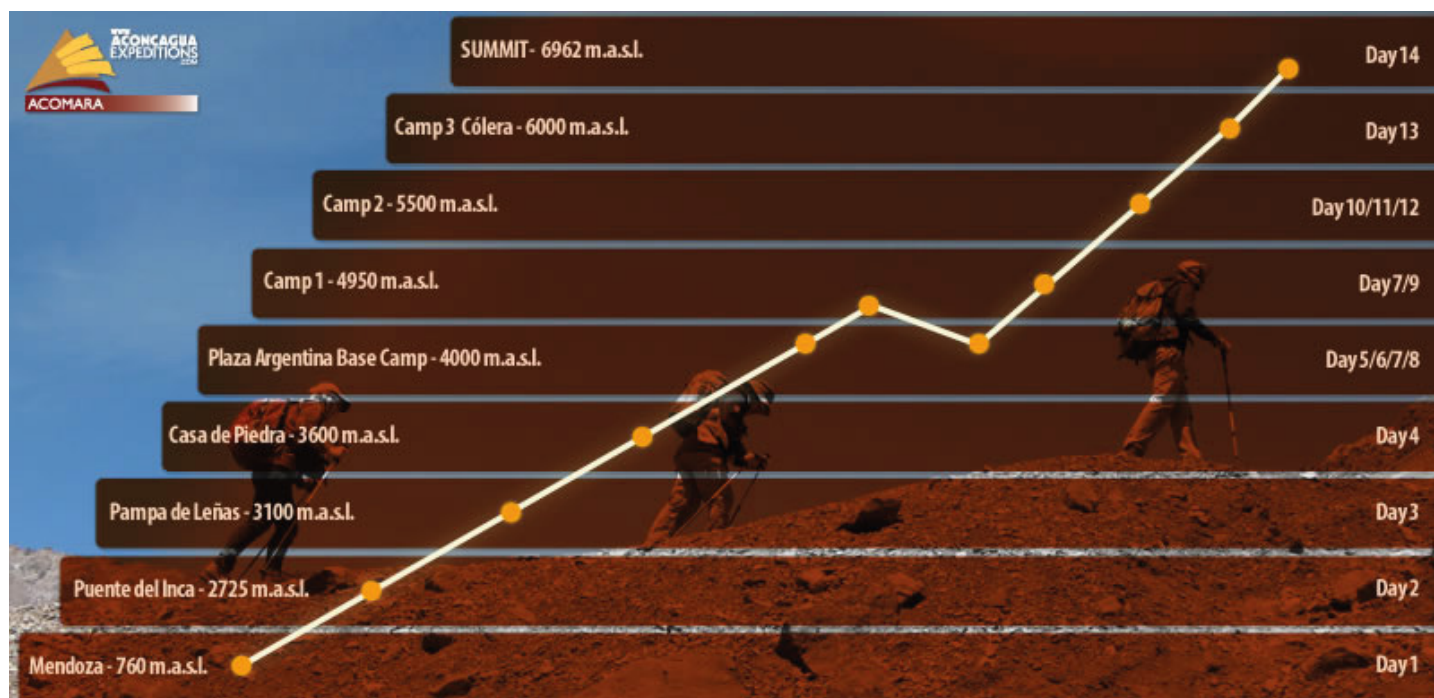 www
ACONCAGUA
EXPEDITIONS
.COM
ACOMARA
SUMMIT- 6962 m.a.s.l. Day 14
Camp 3 Cólera - 6000 m.a.s.l. Day 13
Camp 2 - 5500 m.a.s.l. Day 10/11/12
Camp 1 - 4950 m.a.s.l. Day 7/9
Plaza Argentina Base Camp - 4000 m.a.s.l. Day 5/6/7/8
Casa de Piedra - 3600 m.a.s.l. Day 4
Pampa de Leñas - 3100 m.a.s.l. Day 3
Puente del Inca - 2725 m.a.s.l. Day 2
Mendoza - 760 m.a.s.l. Day 1